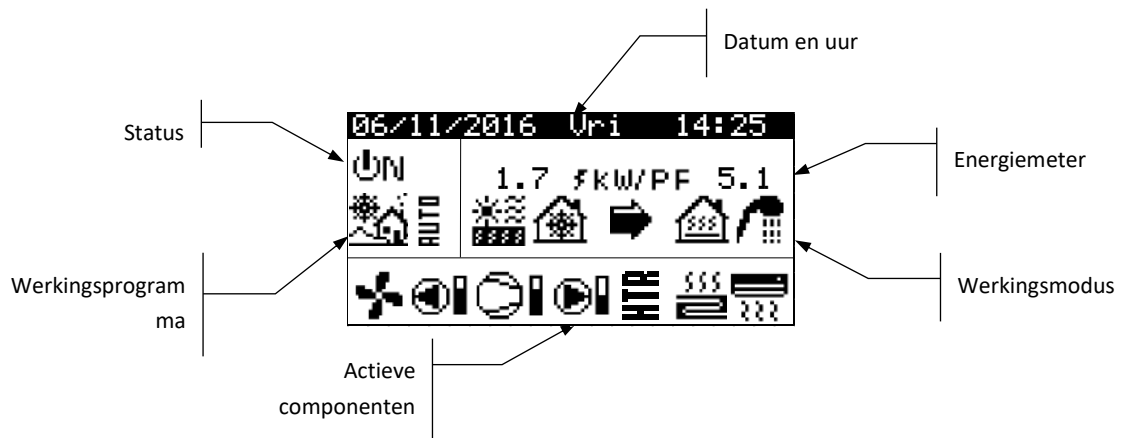 Datum en uur
Status
06/11/2016 Vri 14:25
ON
Energiemeter
1.7 kW/PF 5.1
AUTO
Werkingsprogram
ma
Werkingsmodus
HTR
Actieve
componenten